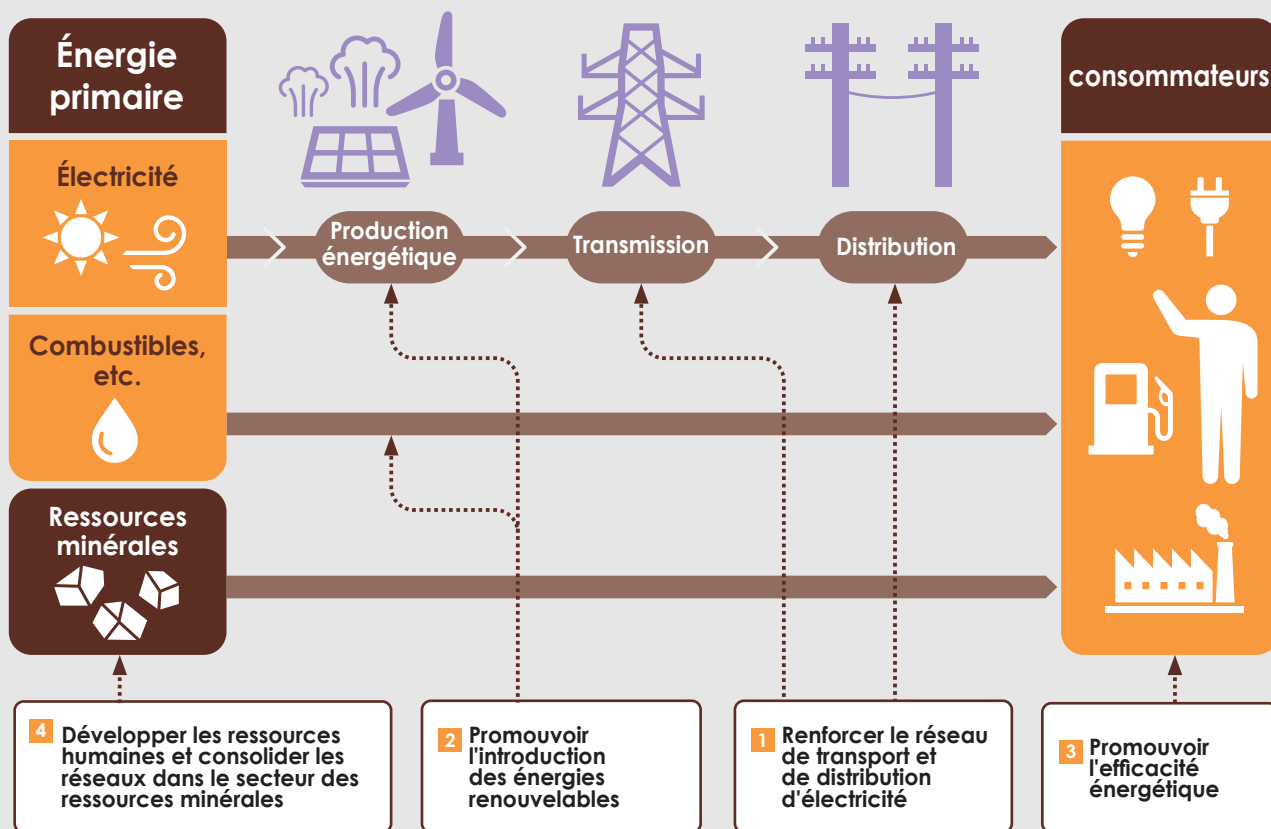 Énergie
primaire
consommateurs
Électricité
Production
énergétique
Transmission
Distribution
Combustibles,
etc.
Ressources
minérales
4 Développer les ressources
humaines et consolider les
réseaux dans le secteur des
ressources minérales
2 Promouvoir
l'introduction
des énergies
renouvelables
1 Renforcer le réseau
de transport et
de distribution
d'électricité
3 Promouvoir
l'efficacité
énergétique